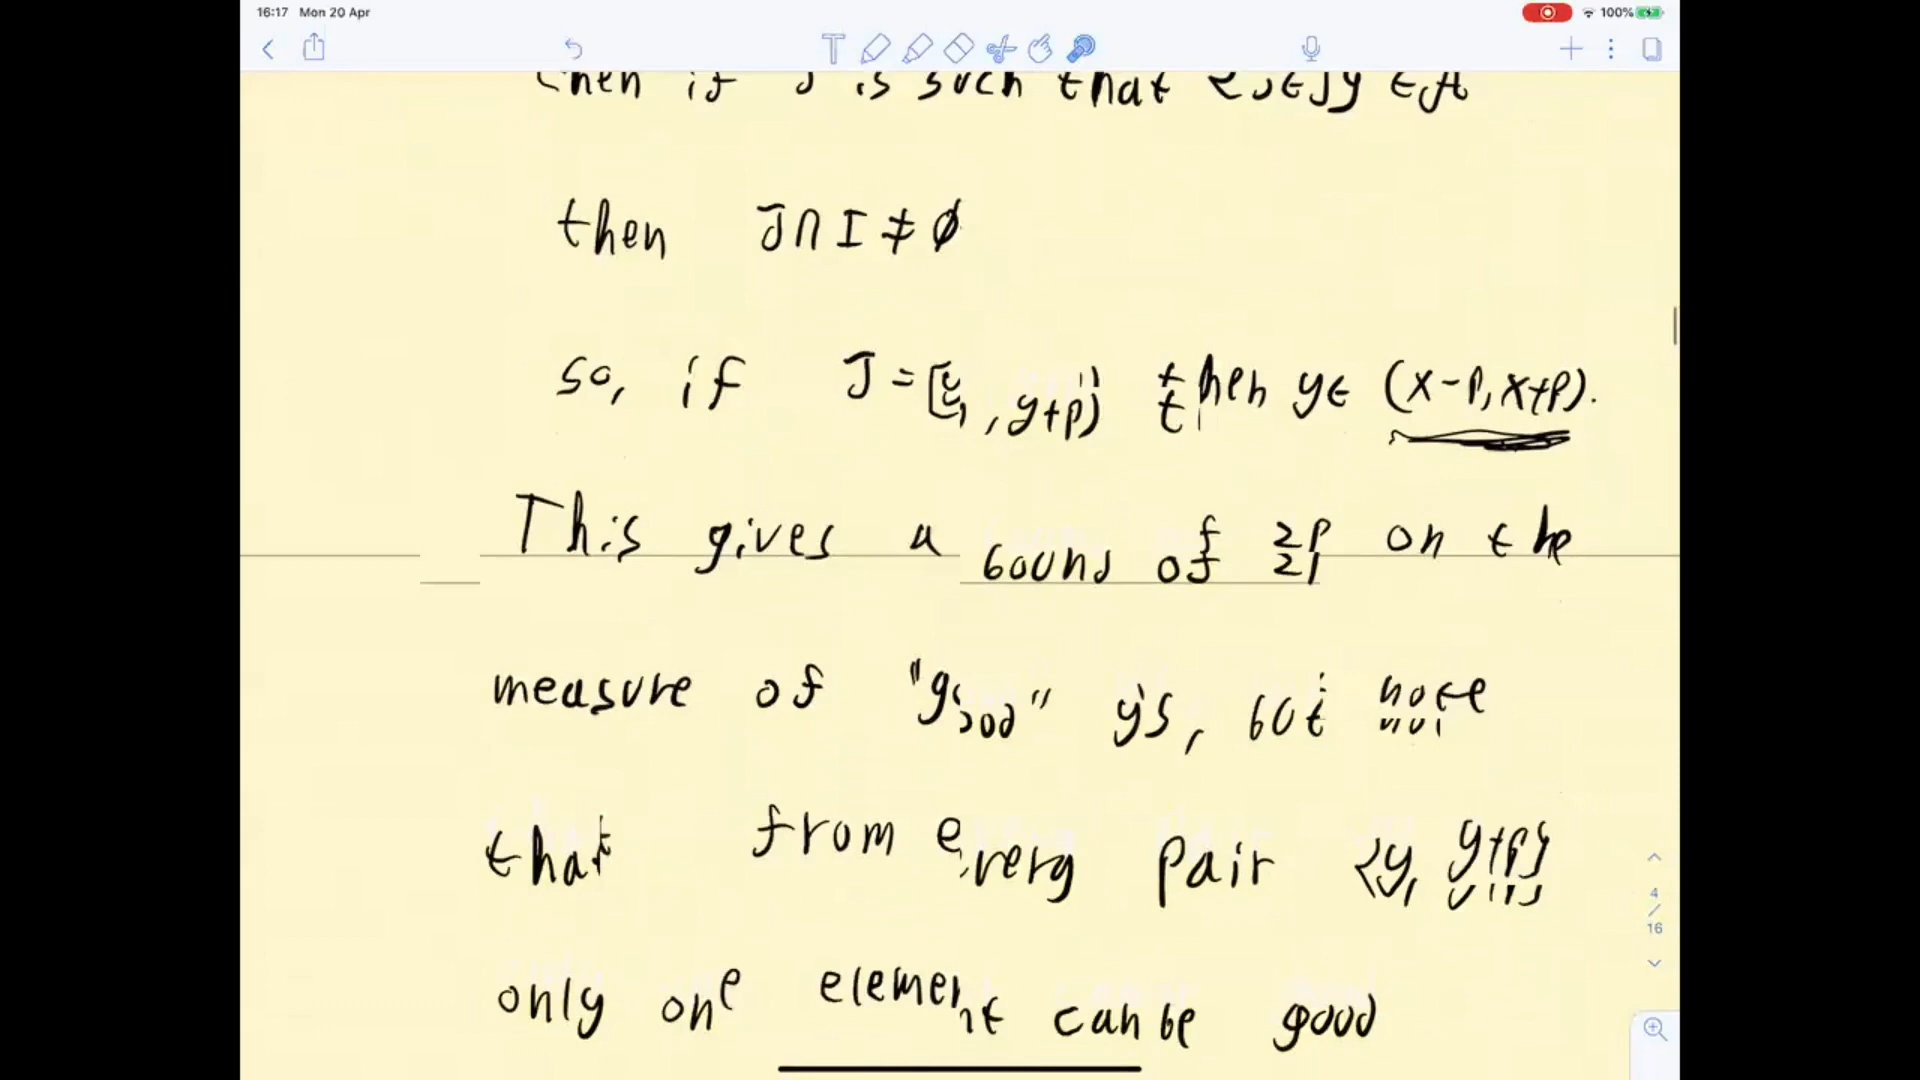 16:17 Mon 20 Apr
100%
then if J is such that {J∈J} ∈ A
then J∩I≠∅
so, if J=[y, y+p) then y∈ (x-p, x+p).
This gives a bound of 2p on the
measure of "good" y's, but note
that from every pair {y, y+p}
only one element can be good
4
/
16